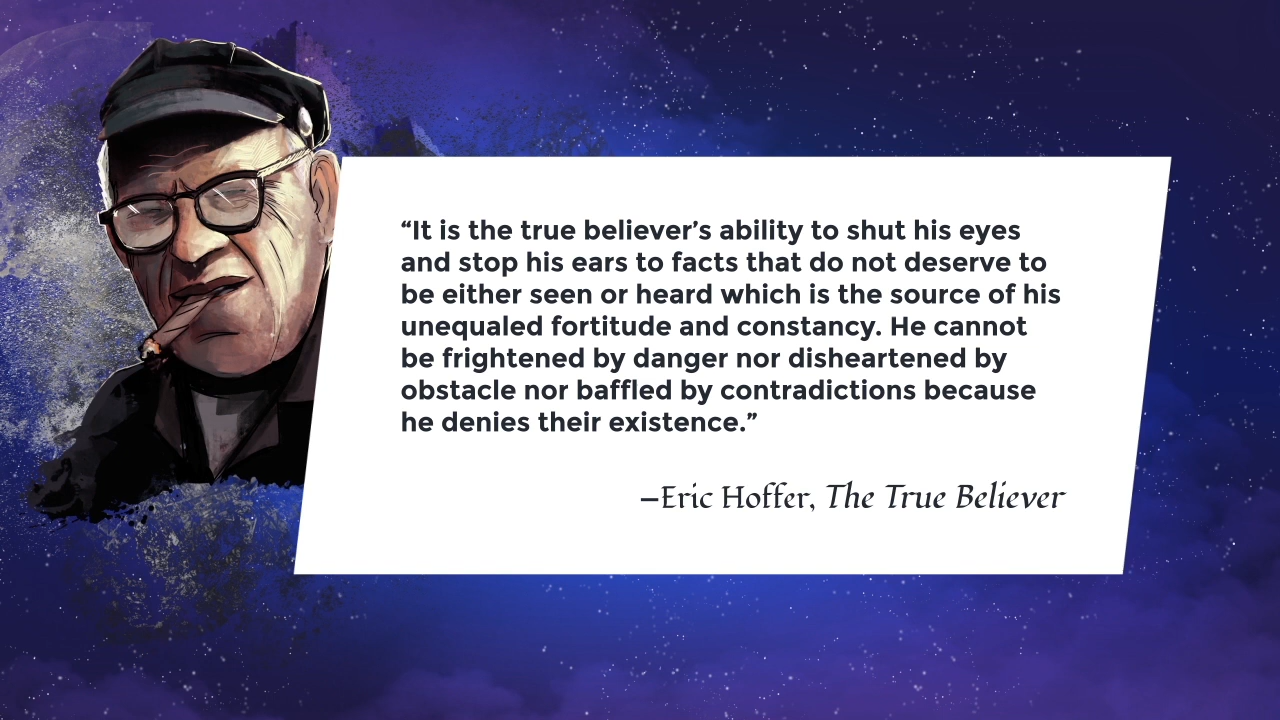 “It is the true believer’s ability to shut his eyes
and stop his ears to facts that do not deserve to
be either seen or heard which is the source of his
unequaled fortitude and constancy. He cannot
be frightened by danger nor disheartened by
obstacle nor baffled by contradictions because
he denies their existence.”
—Eric Hoffer, The True Believer